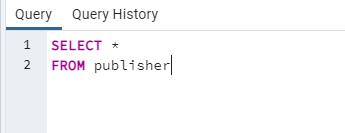 Query Query History
1 SELECT *
2 FROM publisher